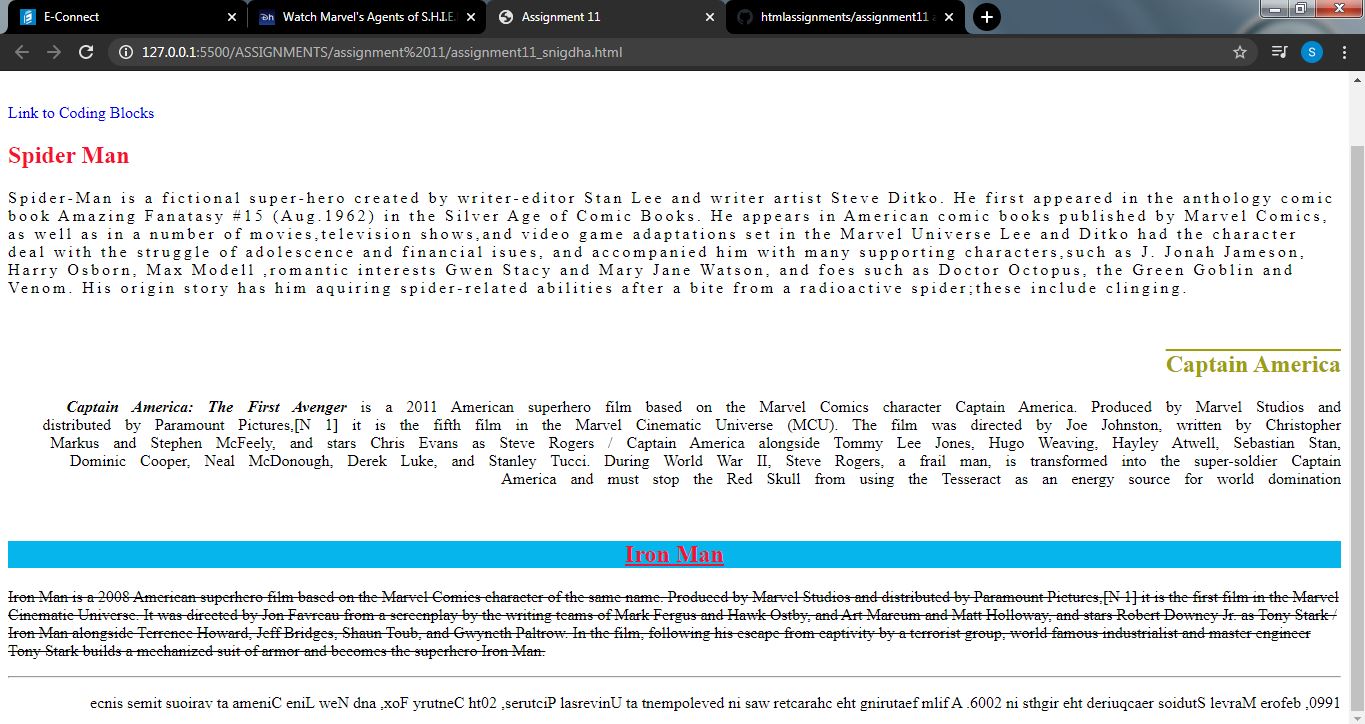 E-Connect
Watch Marvel's Agents of S.H.I.E.
Assignment 11
htmlassignments/assignment11
127.0.0.1:5500/ASSIGNMENTS/assignment%2011/assignment11_snigdha.html
S
Link to Coding Blocks
Spider Man
Spider-Man is a fictional super-hero created by writer-editor Stan Lee and writer artist Steve Ditko. He first appeared in the anthology comic
book Amazing Fanatasy #15 (Aug.1962) in the Silver Age of Comic Books. He appears in American comic books published by Marvel Comics,
as well as in a number of movies,television shows,and video game adaptations set in the Marvel Universe Lee and Ditko had the character
deal with the struggle of adolescence and financial isues, and accompanied him with many supporting characters,such as J. Jonah Jameson,
Harry Osborn, Max Modell ,romantic interests Gwen Stacy and Mary Jane Watson, and foes such as Doctor Octopus, the Green Goblin and
Venom. His origin story has him aquiring spider-related abilities after a bite from a radioactive spider;these include clinging.
Captain America
Captain America: The First Avenger is a 2011 American superhero film based on the Marvel Comics character Captain America. Produced by Marvel Studios and
distributed by Paramount Pictures,[N 1] it is the fifth film in the Marvel Cinematic Universe (MCU). The film was directed by Joe Johnston, written by Christopher
Markus and Stephen McFeely, and stars Chris Evans as Steve Rogers / Captain America alongside Tommy Lee Jones, Hugo Weaving, Hayley Atwell, Sebastian Stan,
Dominic Cooper, Neal McDonough, Derek Luke, and Stanley Tucci. During World War II, Steve Rogers, a frail man, is transformed into the super-soldier Captain
America and must stop the Red Skull from using the Tesseract as an energy source for world domination
Iron Man
Iron Man is a 2008 American superhero film based on the Marvel Comics character of the same name. Produced by Marvel Studios and distributed by Paramount Pictures,[N 1] it is the first film in the Marvel
Cinematic Universe. It was directed by Jon Favreau from a screenplay by the writing teams of Mark Fergus and Hawk Ostby, and Art Marcum and Matt Holloway, and stars Robert Downey Jr. as Tony Stark /
Iron Man alongside Terrence Howard, Jeff Bridges, Shaun Toub, and Gwyneth Paltrow. In the film, following his escape from captivity by a terrorist group, world famous industrialist and master engineer
Tony Stark builds a mechanized suit of armor and becomes the superhero Iron Man.
ecnis semit suoirav ta ameniC eniL weN dna ,xoF yrutneC ht02 ,serutciP lasrevinU ta tnempoleved ni saw retcarahc eht gnirutaef mlif A .6002 ni sthgir eht deriuqcaer soidutS levraM erofeb ,0991